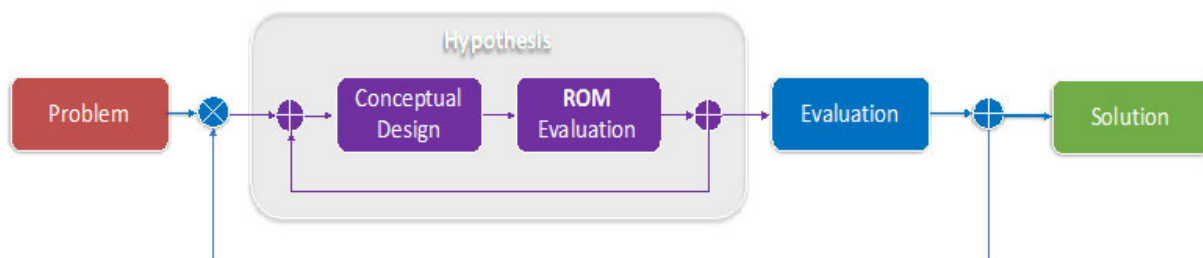 Hypothesis
Problem
Conceptual
Design
ROM
Evaluation
Evaluation
Solution